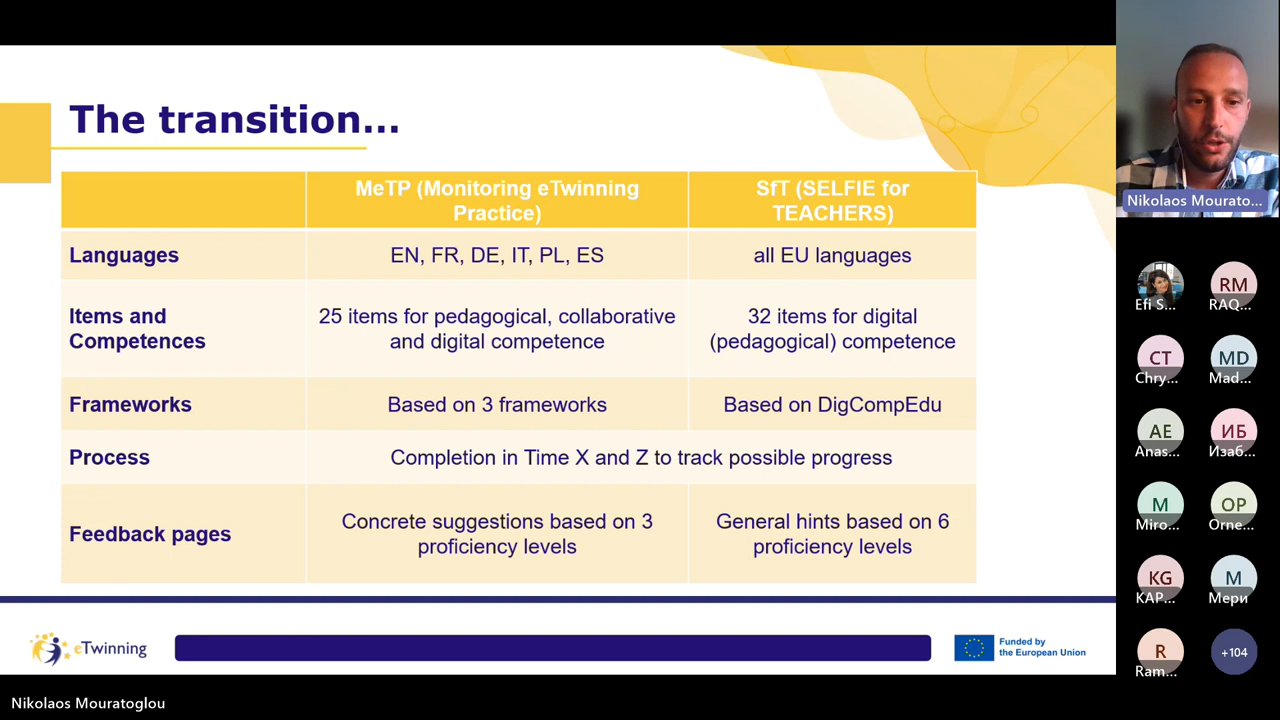 The transition...
MeTP (Monitoring eTwinning
Practice)
SfT (SELFIE for
TEACHERS)
Languages
EN, FR, DE, IT, PL, ES
all EU languages
Items and
Competences
25 items for pedagogical, collaborative
and digital competence
32 items for digital
(pedagogical) competence
Frameworks
Based on 3 frameworks
Based on DigCompEdu
Process
Completion in Time X and Z to track possible progress
Feedback pages
Concrete suggestions based on 3
proficiency levels
General hints based on 6
proficiency levels
eTwinning
Funded by
the European Union
Nikolaos Mouratoglou
Nikolaos Mourato...
Efi S...
RM
RAQ...
CT
Chry...
MD
Mad...
AE
Anas...
ИБ
Изаб...
M
Miro...
OP
Orne...
KG
KAP...
М
Мери
R
Ram...
+104